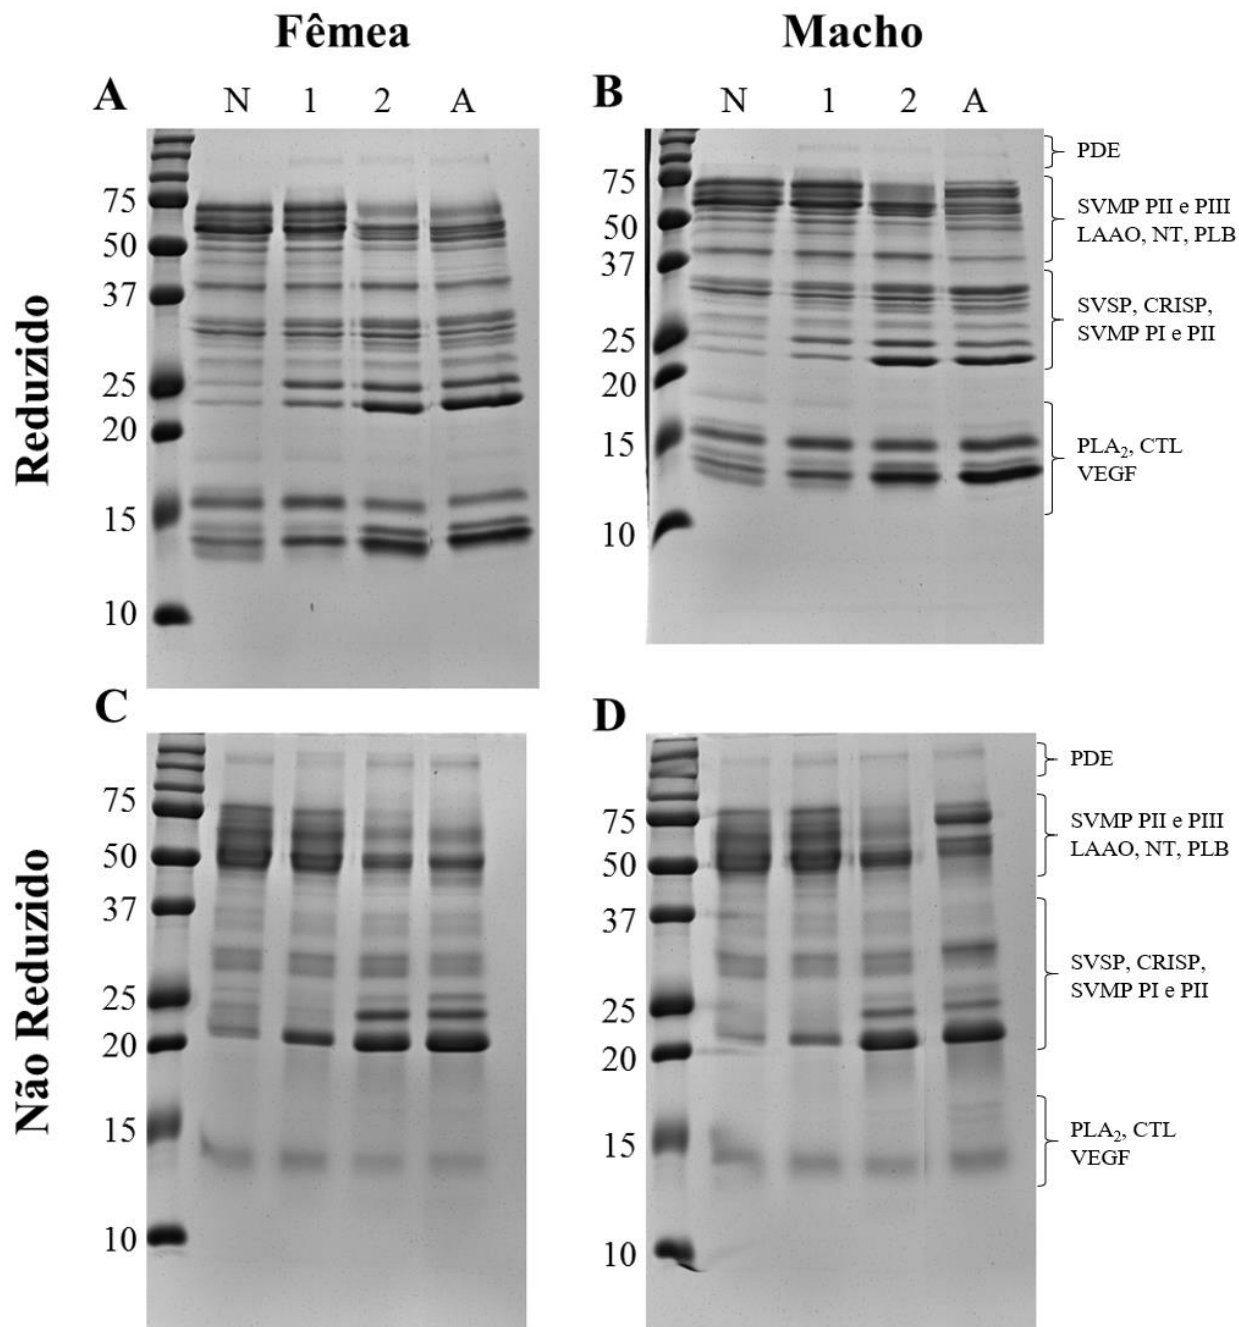 Fêmea
Macho
A
N 1 2 A
B
N 1 2 A
Reduzido
75
50
37
25
20
15
10
75
50
37
25
20
15
10
PDE
SVMP PII e PIII
LAAO, NT, PLB
SVSP, CRISP,
SVMP PI e PII
PLA₂, CTL
VEGF
C
D
Não Reduzido
75
50
37
25
20
15
10
75
50
37
25
20
15
10
PDE
SVMP PII e PIII
LAAO, NT, PLB
SVSP, CRISP,
SVMP PI e PII
PLA₂, CTL
VEGF